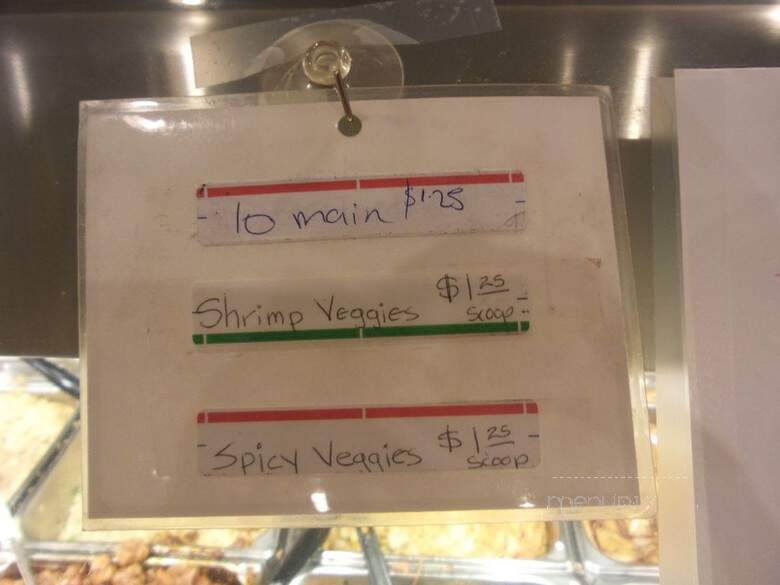 lo main $1.25
Shrimp Veggies $1 25
scoop
Spicy Veggies $1 25
scoop